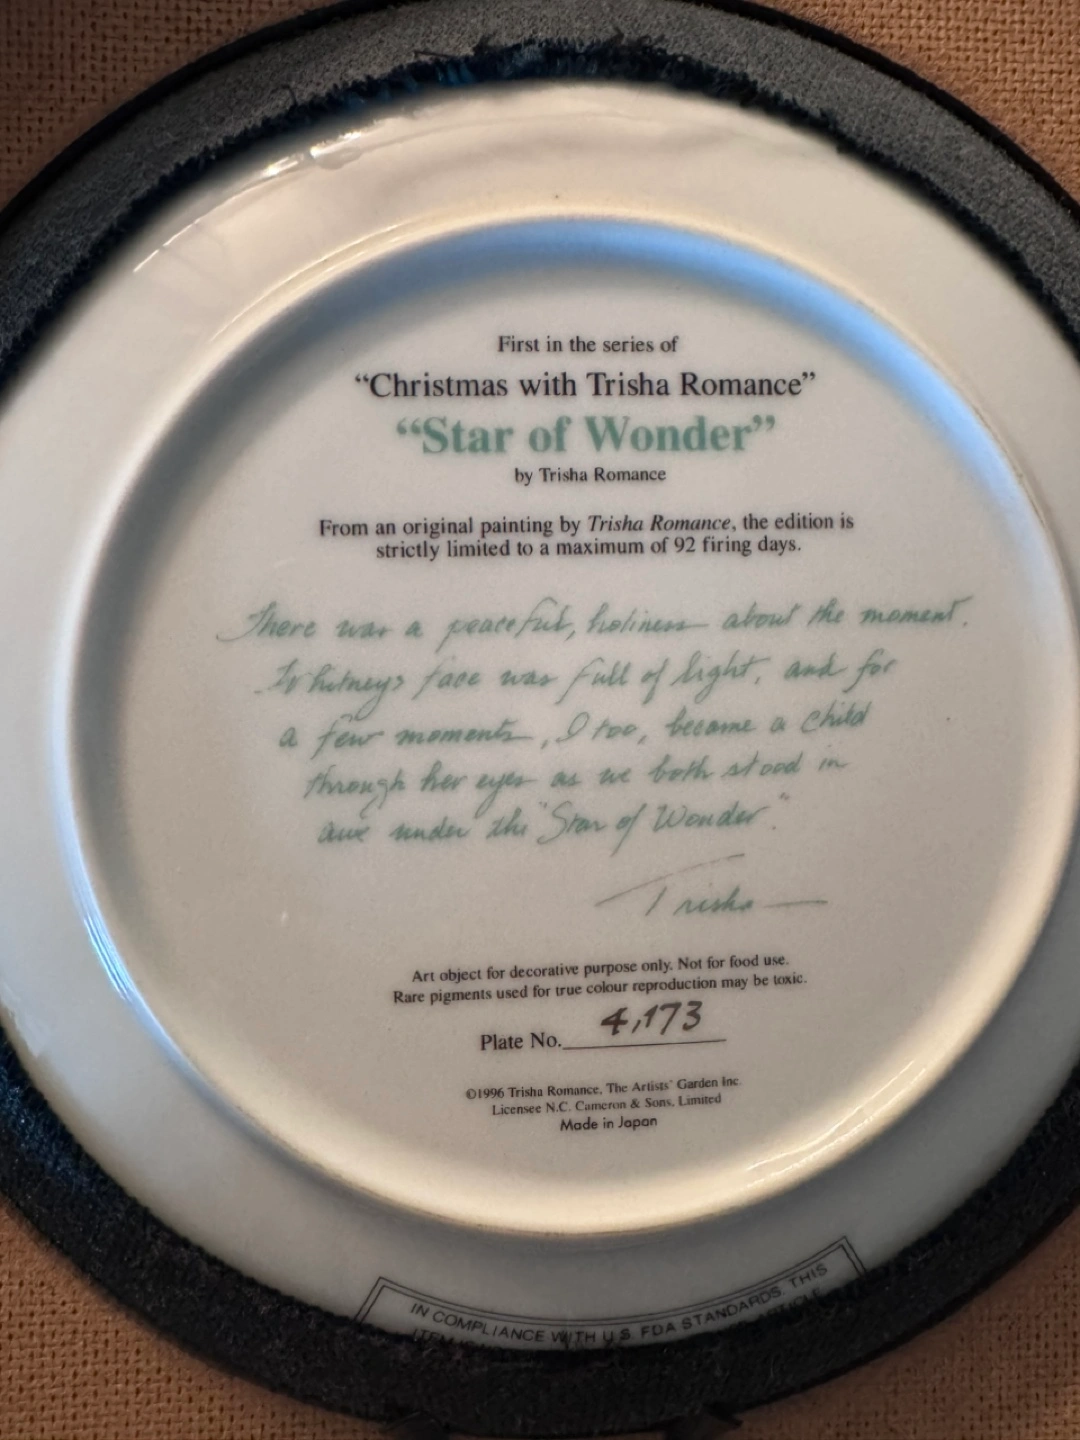 First in the series of
“Christmas with Trisha Romance”
“Star of Wonder”
by Trisha Romance
From an original painting by Trisha Romance, the edition is
strictly limited to a maximum of 92 firing days.
There was a peaceful, holiness about the moment.
Whitney's face was full of light, and for
a few moments, I too, became a child
through her eyes as we both stood in
awe under the "Star of Wonder".
Trisha
Art object for decorative purpose only. Not for food use.
Rare pigments used for true colour reproduction may be toxic.
Plate No. 4,173
©1996 Trisha Romance, The Artists' Garden Inc.
Licensee N.C. Cameron & Sons, Limited
Made in Japan
IN COMPLIANCE WITH U.S. FDA STANDARDS, THIS
ITEM ARTICLE